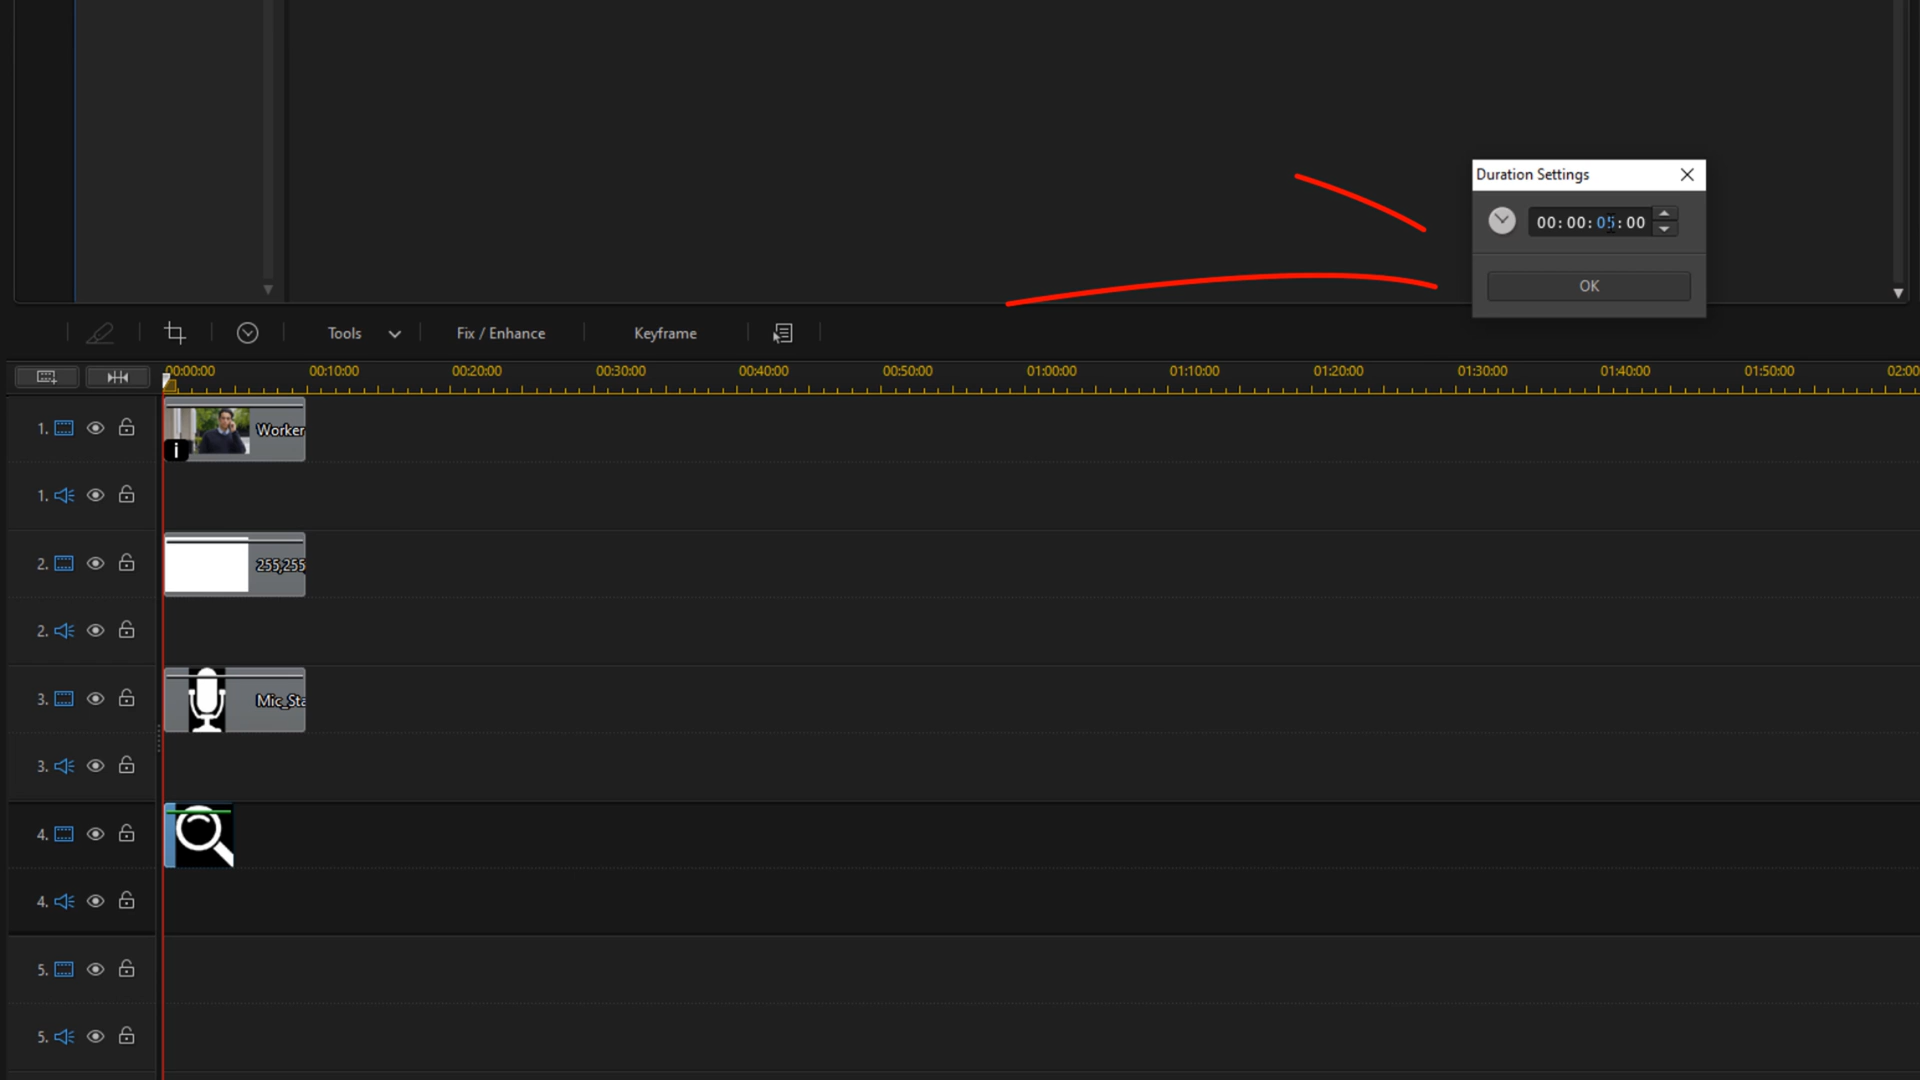 Duration Settings
00:00:05:00
OK
Tools
Fix / Enhance
Keyframe
00:00:00 00:10:00 00:20:00 00:30:00 00:40:00 00:50:00 01:00:00 01:10:00 01:20:00 01:30:00 01:40:00 01:50:00 02:00
1.
Worker
i
1.
2.
255,255
2.
3.
Mic_Sta
3.
4.
4.
5.
5.